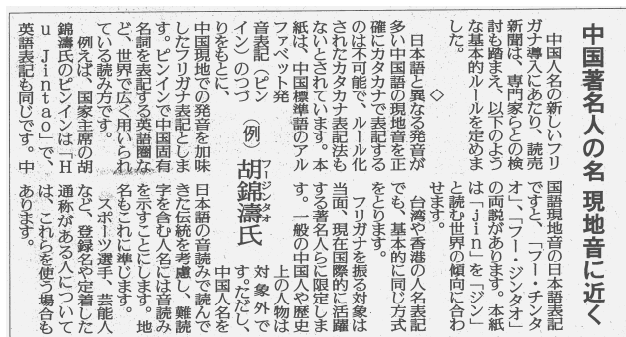 中国著名人の名 現地音に近く
中国人名の新しいフリ
ガナ導入にあたり、読売
新聞は、専門家らとの検
討も踏まえ、以下のよう
な基本的ルールを定めま
した。
◇
日本語と異なる発音が
多い中国語の現地音を正
確にカタカナで表記する
のは不可能で、ルール化
されたカタカナ表記法も
ないとされています。本
紙は、中国標準語のアル
ファベット発
音表記（ピン
イン）のつづ
りをもとに、
中国現地での発音を加味
したフリガナ表記としま
す。ピンインで中国固有
名詞を表記する英語圏な
ど、世界で広く用いられ
ている読み方です。
例えば、国家主席の胡
錦濤氏のピンインは「H
u Jintao」で、
英語表記も同じです。中
国語現地音の日本語表記
ですと、「フー・チンタ
オ」、「フー・ジンタオ」
の両説があります。本紙
は「jin」を「ジン」
と読む世界の傾向に合わ
せます。
台湾や香港の人名表記
でも、基本的に同じ方式
をとります。
フリガナを振る対象は
当面、現在国際的に活躍
する著名人らに限定しま
す。一般の中国人や歴史
上の人物は
対象外で
す。ただし、
中国人名を
日本語の音読みで読んで
きた伝統を考慮し、難読
字を含む人名には音読み
を示すことにします。地
名もこれに準じます。
スポーツ選手、芸能人
など、登録名や定着した
通称がある人について
は、これらを使う場合も
あります。
フージンタオ
（例）胡錦濤氏